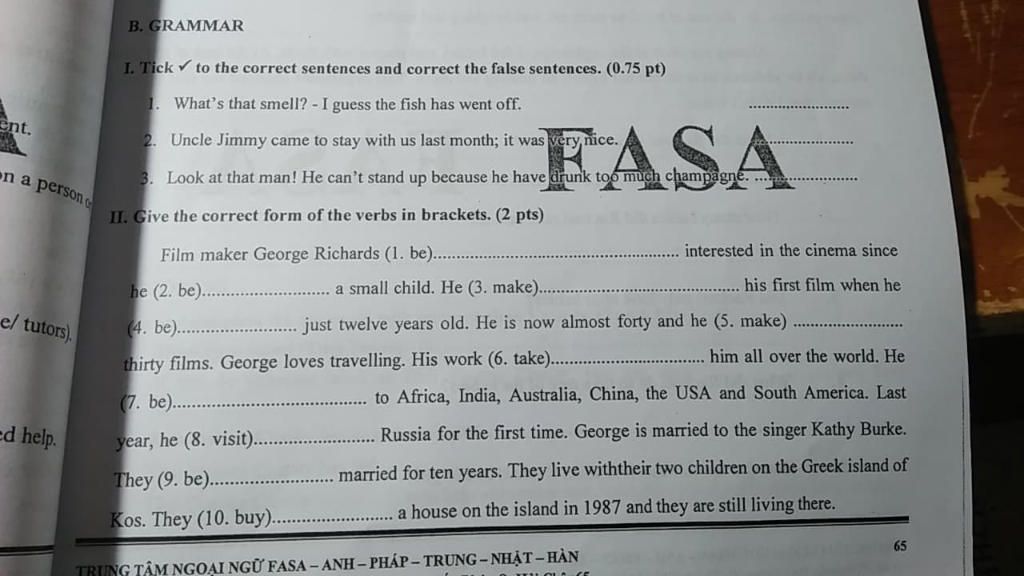 B. GRAMMAR
I. Tick ✓ to the correct sentences and correct the false sentences. (0.75 pt)
1. What's that smell? - I guess the fish has went off. .........................
ent.
2. Uncle Jimmy came to stay with us last month; it was very nice. .........................
FASA
n a person
3. Look at that man! He can't stand up because he have drunk too much champagne. .........................
II. Give the correct form of the verbs in brackets. (2 pts)
Film maker George Richards (1. be)................................................. interested in the cinema since
he (2. be).......................... a small child. He (3. make)........................................ his first film when he
e/ tutors).
(4. be)........................ just twelve years old. He is now almost forty and he (5. make) ......................
thirty films. George loves travelling. His work (6. take)............................... him all over the world. He
(7. be)....................................... to Africa, India, Australia, China, the USA and South America. Last
ed help.
year, he (8. visit)........................ Russia for the first time. George is married to the singer Kathy Burke.
They (9. be)......................... married for ten years. They live withtheir two children on the Greek island of
Kos. They (10. buy)........................ a house on the island in 1987 and they are still living there.
65
TRUNG TÂM NGOẠI NGỮ FASA – ANH – PHÁP – TRUNG – NHẬT – HÀN